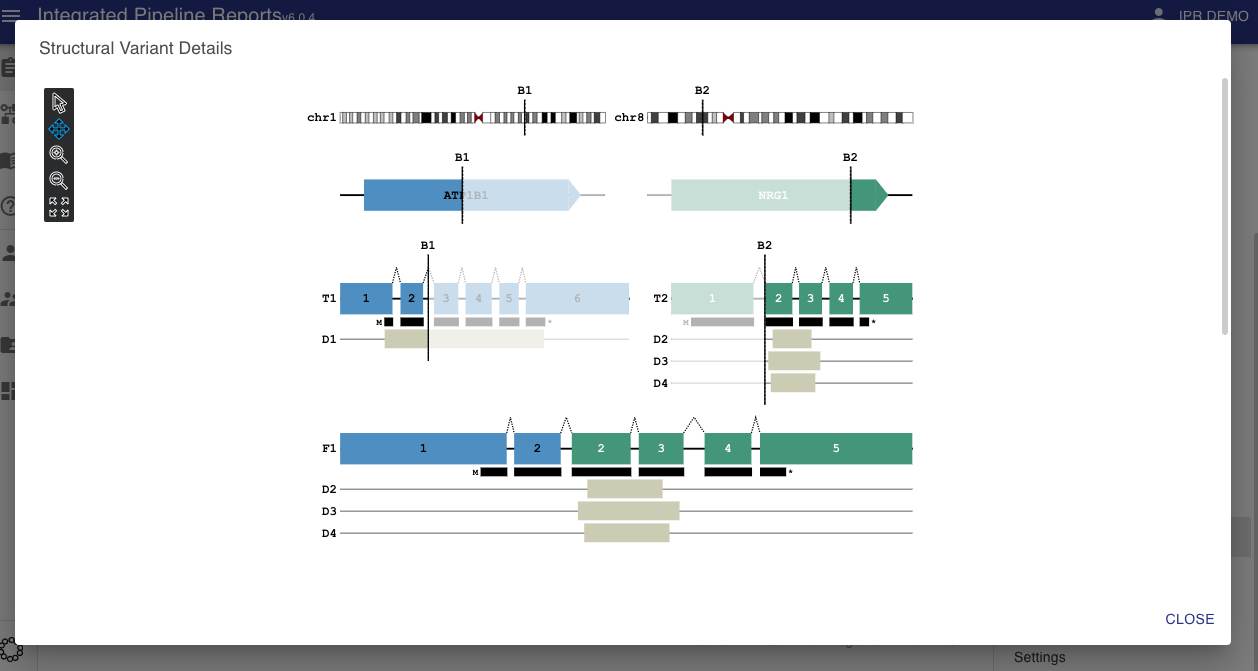 Integrated Pipeline Reports v6.0.4
IPR DEMO
Structural Variant Details
B1 B2
chr1 chr8
B1 B2
ATP1B1 NRG1
B1 B2
T1 1 2 3 4 5 6 T2 1 2 3 4 5
M * M *
D1 D2
D3
D4
F1 1 2 2 3 4 5
M *
D2
D3
D4
CLOSE
Settings